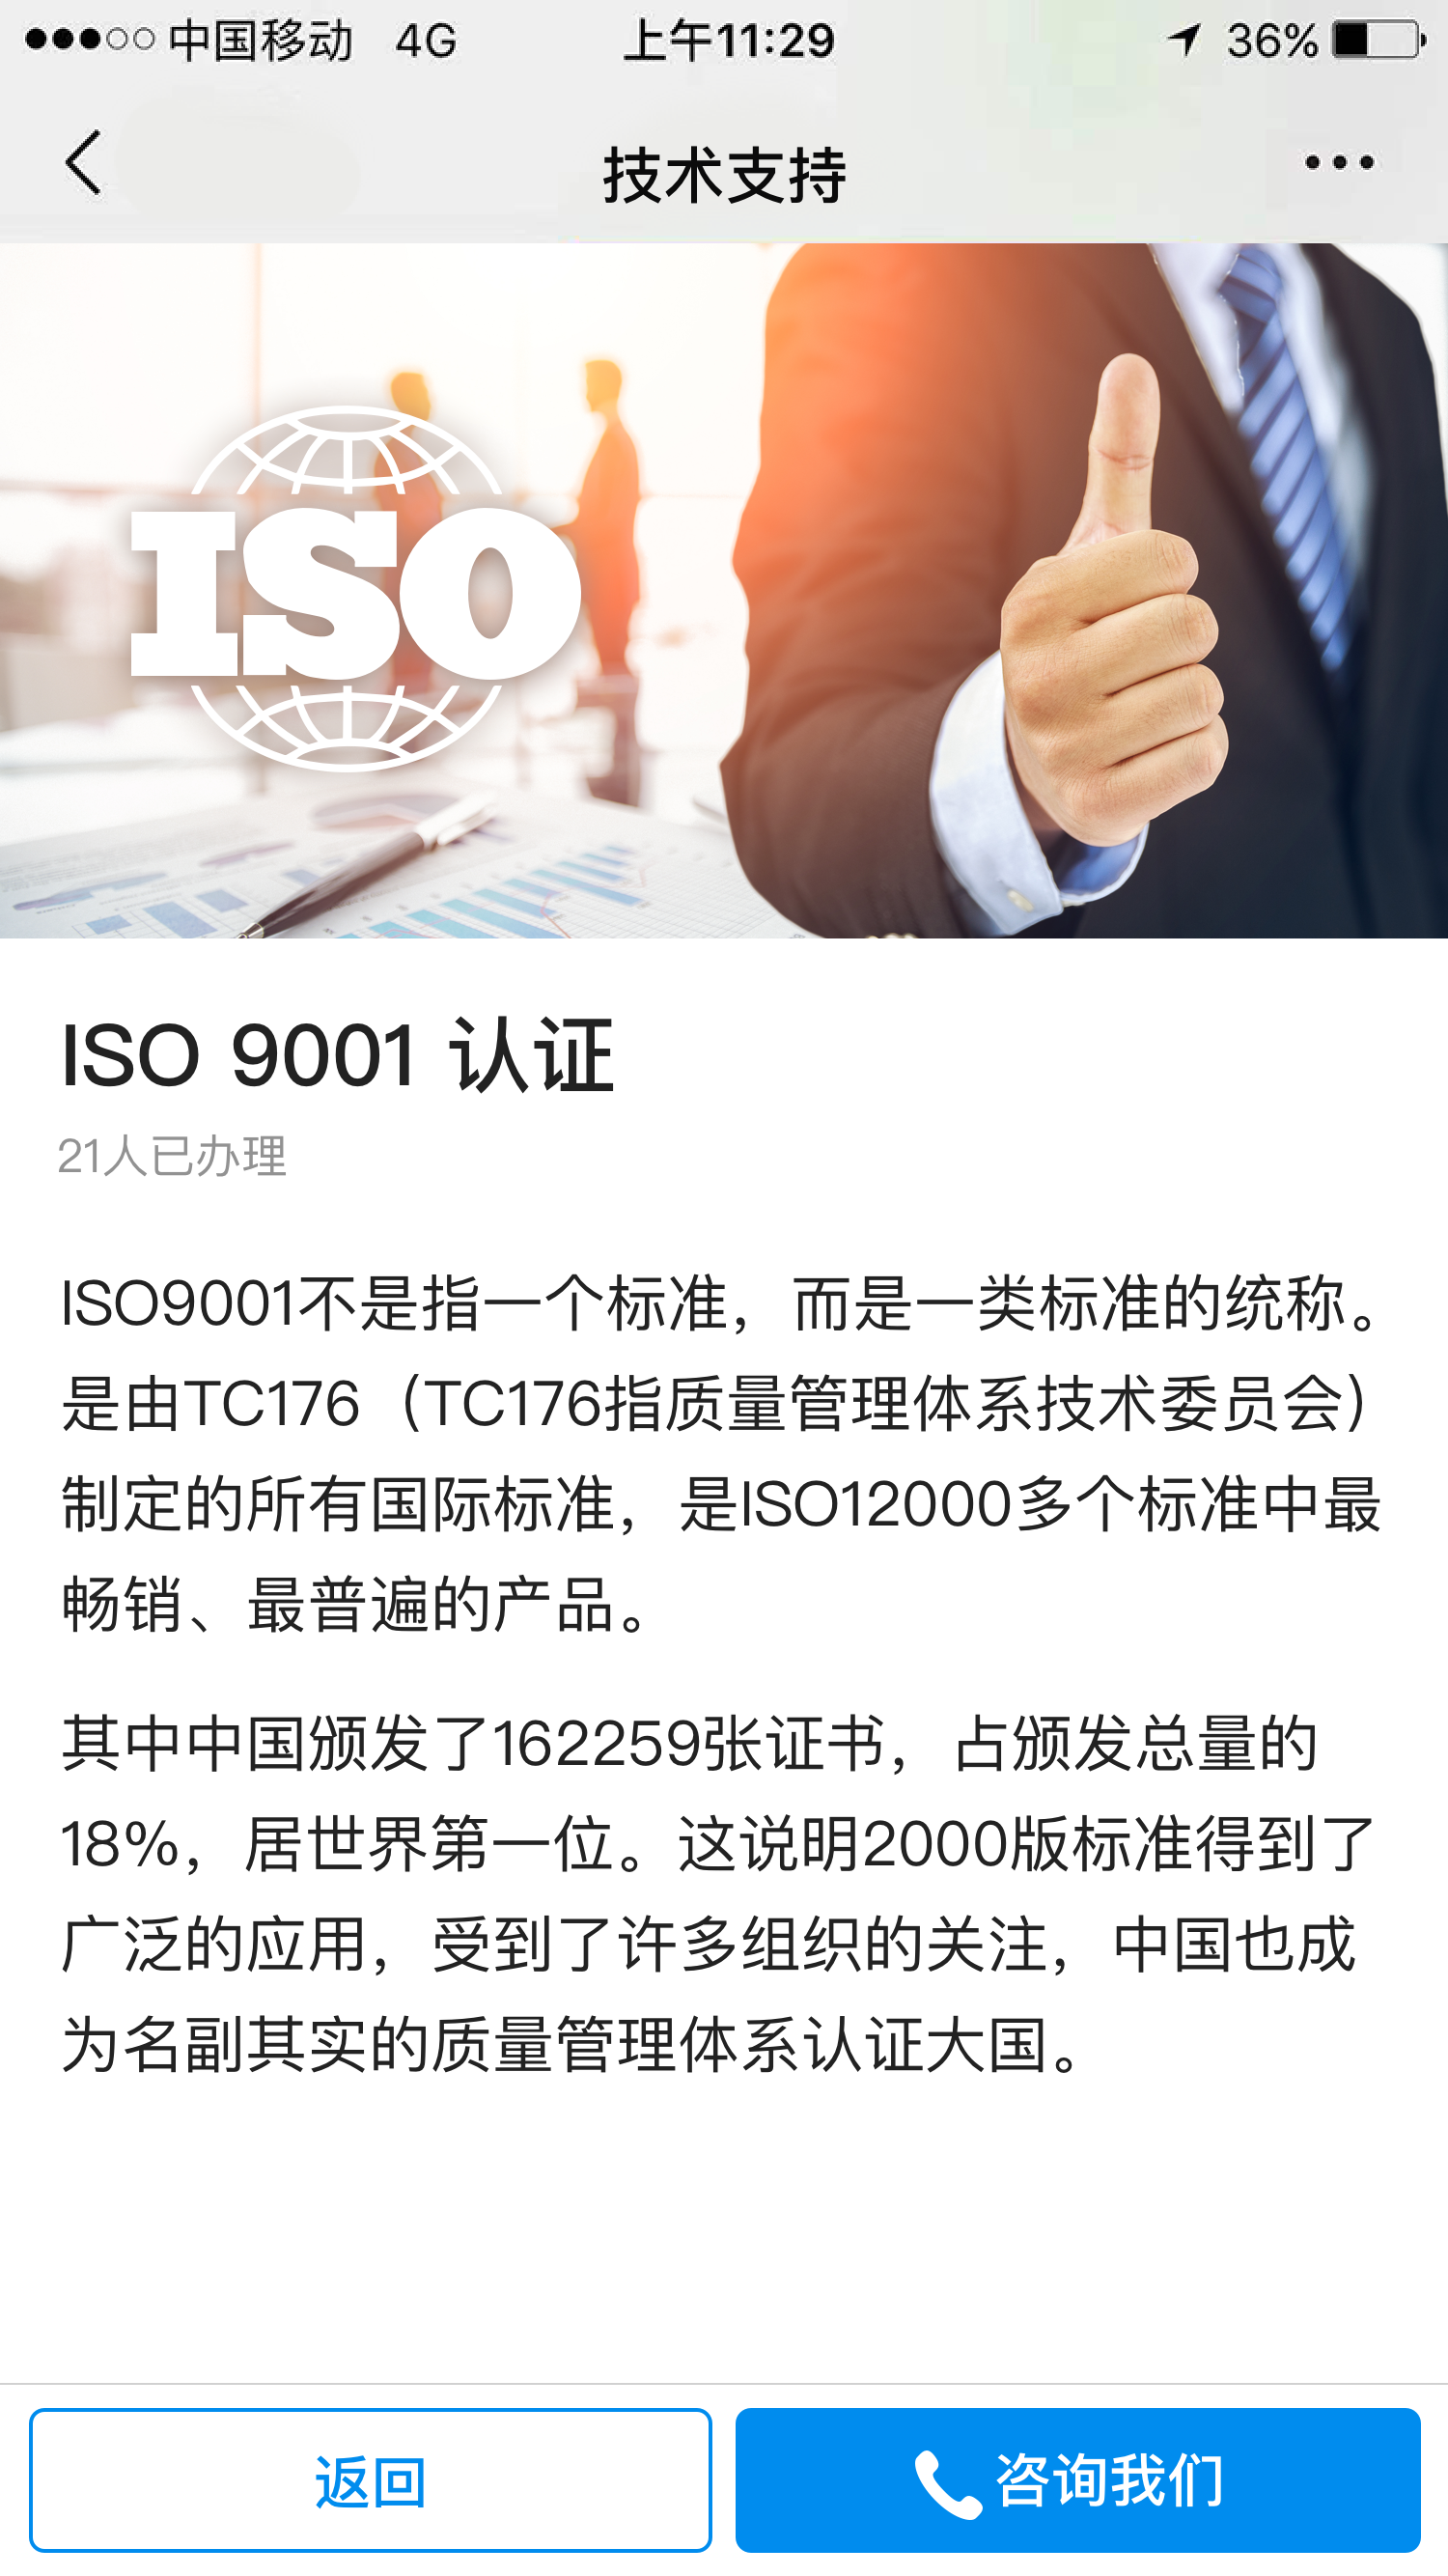 中国移动 4G 上午11:29 36%
技术支持
ISO
ISO 9001 认证
21人已办理
ISO9001不是指一个标准，而是一类标准的统称。
是由TC176（TC176指质量管理体系技术委员会）
制定的所有国际标准，是ISO12000多个标准中最
畅销、最普遍的产品。
其中中国颁发了162259张证书，占颁发总量的
18%，居世界第一位。这说明2000版标准得到了
广泛的应用，受到了许多组织的关注，中国也成
为名副其实的质量管理体系认证大国。
返回
咨询我们